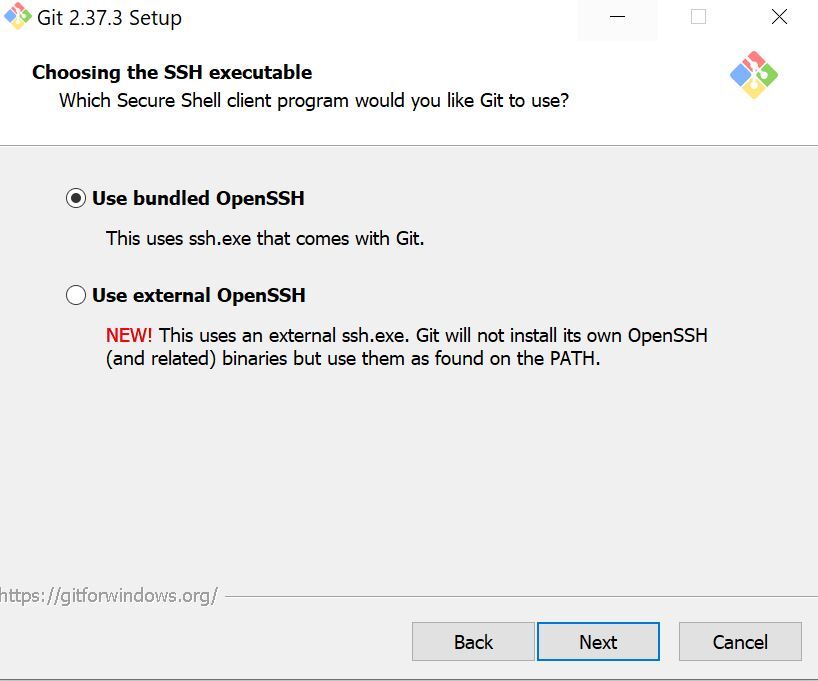 Git 2.37.3 Setup
Choosing the SSH executable
Which Secure Shell client program would you like Git to use?
Use bundled OpenSSH
This uses ssh.exe that comes with Git.
Use external OpenSSH
NEW! This uses an external ssh.exe. Git will not install its own OpenSSH
(and related) binaries but use them as found on the PATH.
https://gitforwindows.org/
Back Next Cancel